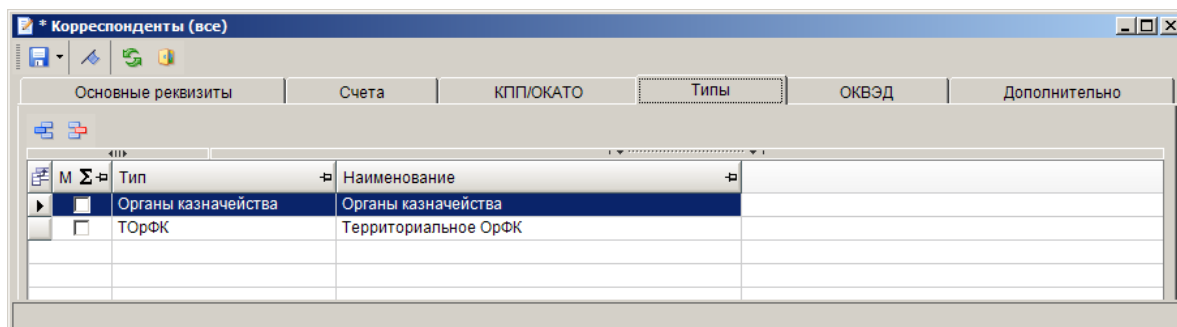 * Корреспонденты (все)
Основные реквизиты Счета КПП/ОКАТО Типы ОКВЭД Дополнительно
М Σ Тип Наименование
Органы казначейства Органы казначейства
ТОрФК Территориальное ОрФК